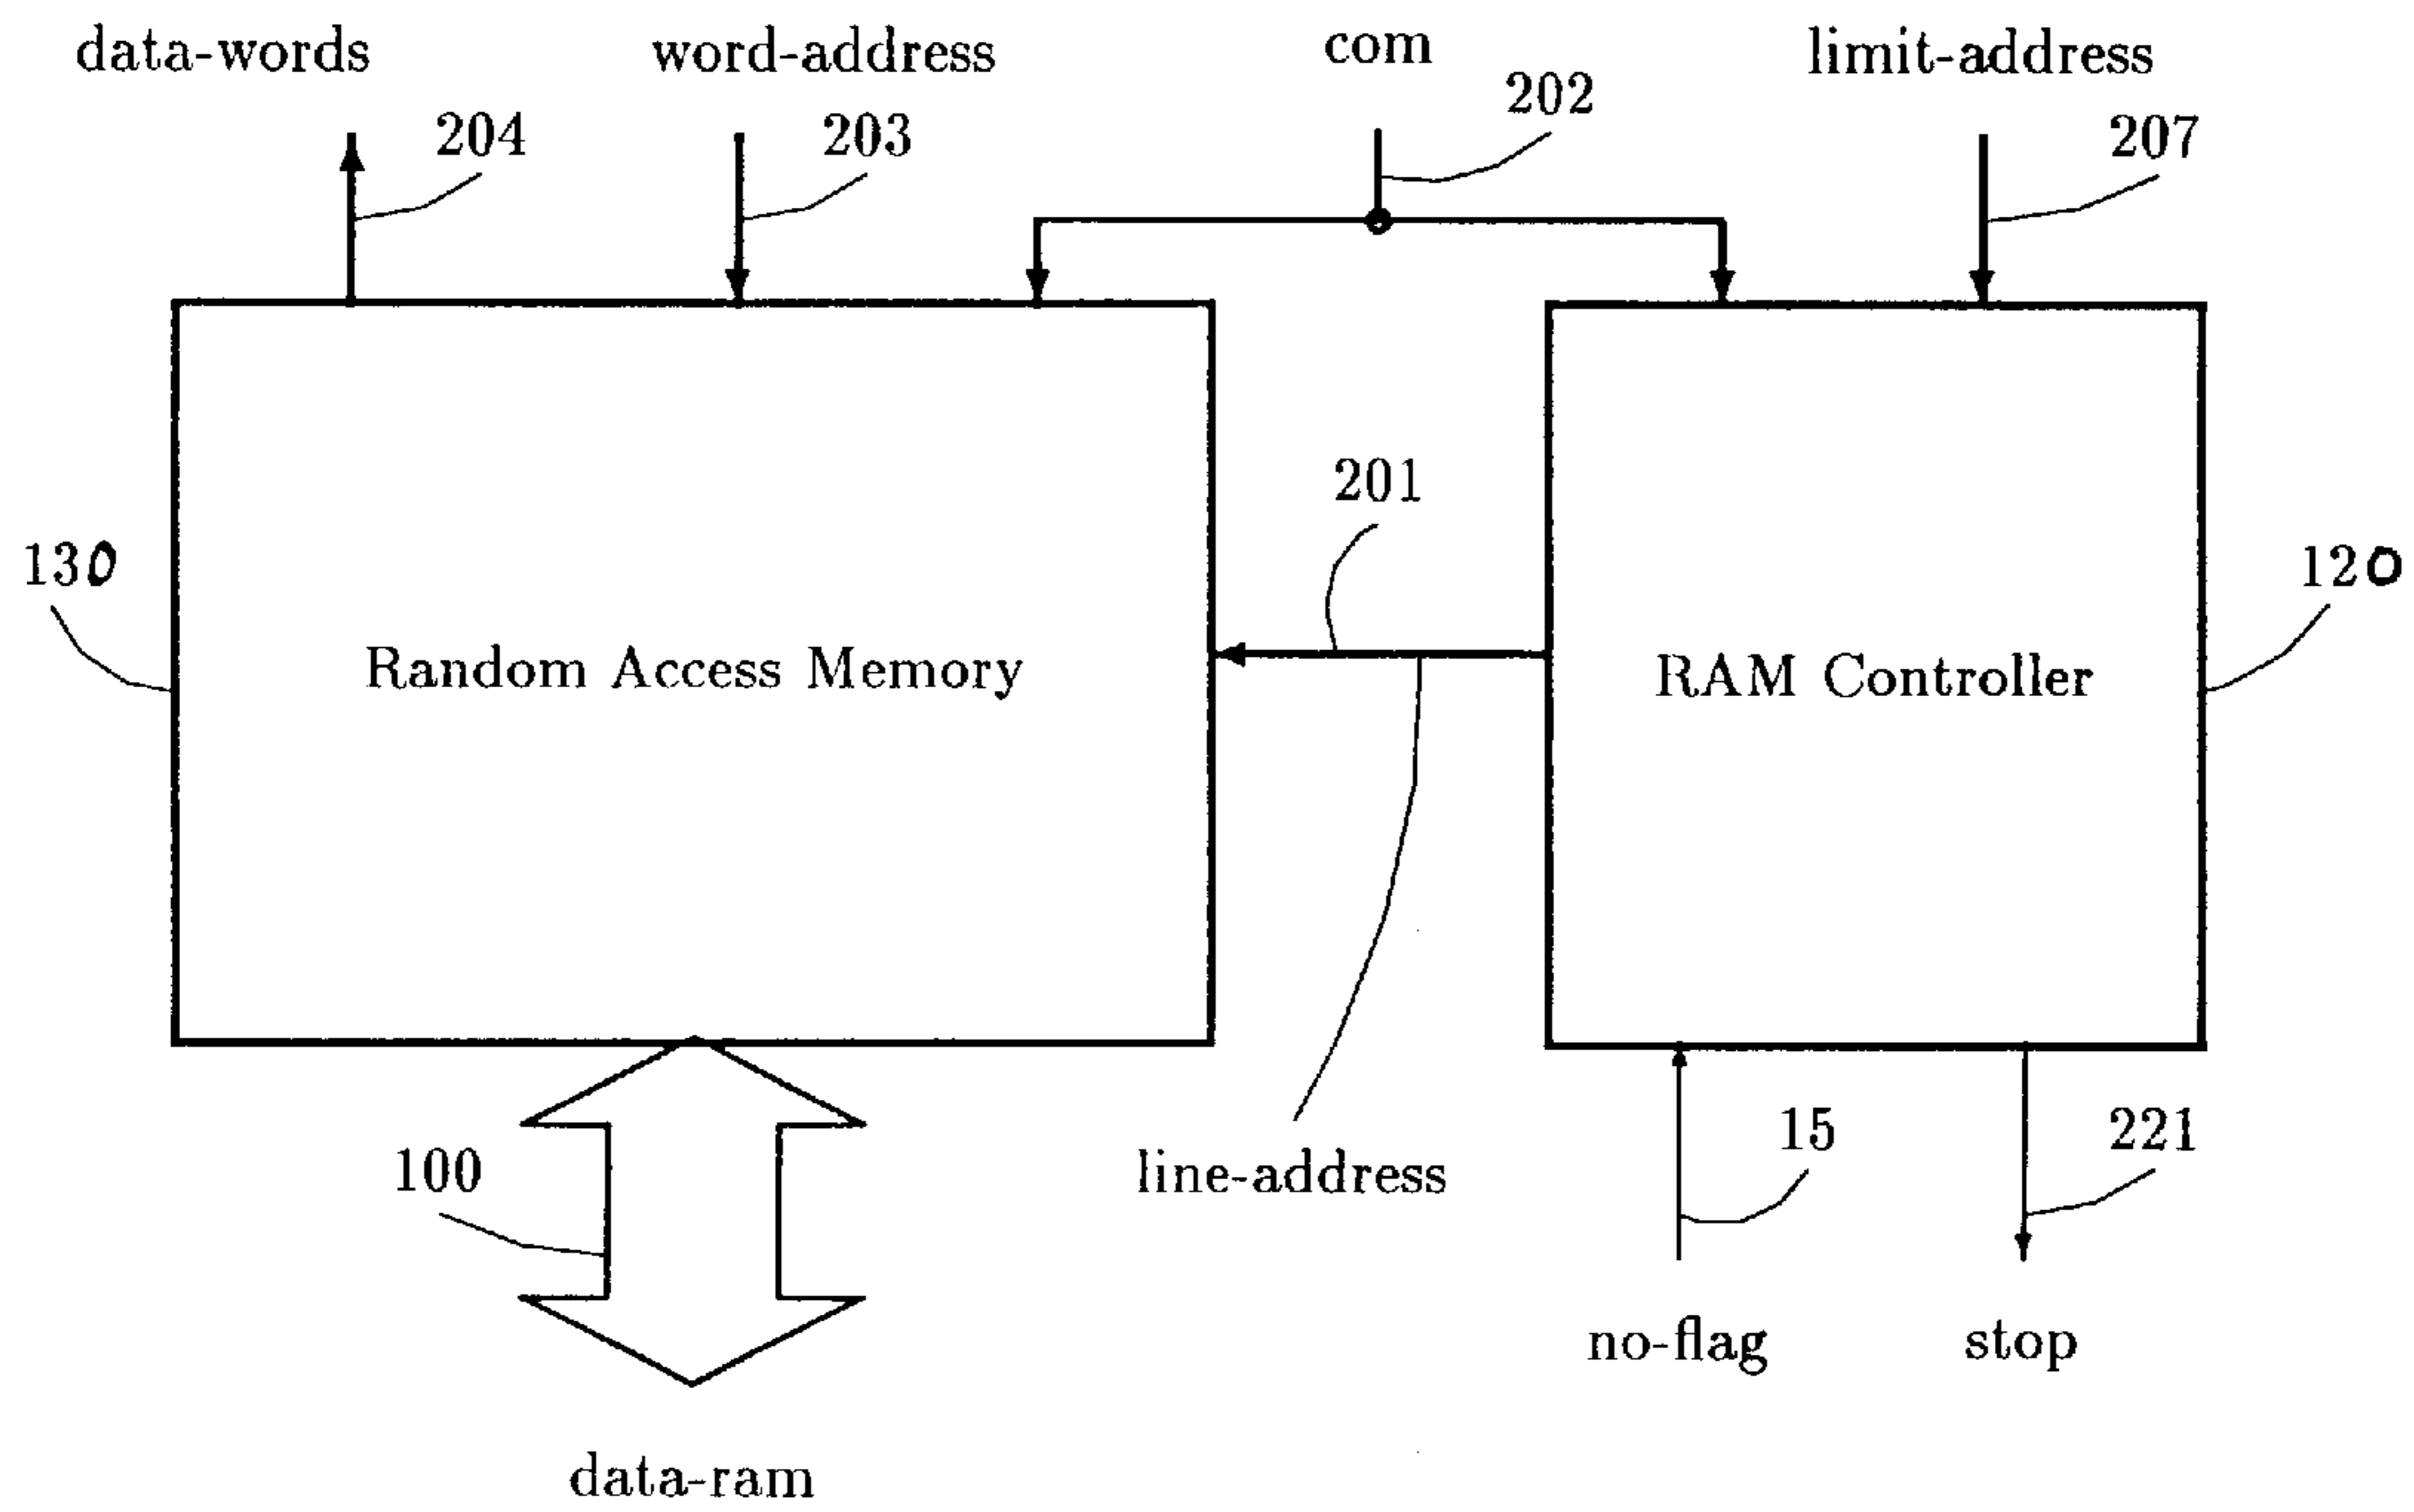 data-words
word-address
com
limit-address
202
204
203
207
201
130
120
Random Access Memory
RAM Controller
15
221
100
line-address
no-flag
stop
data-ram